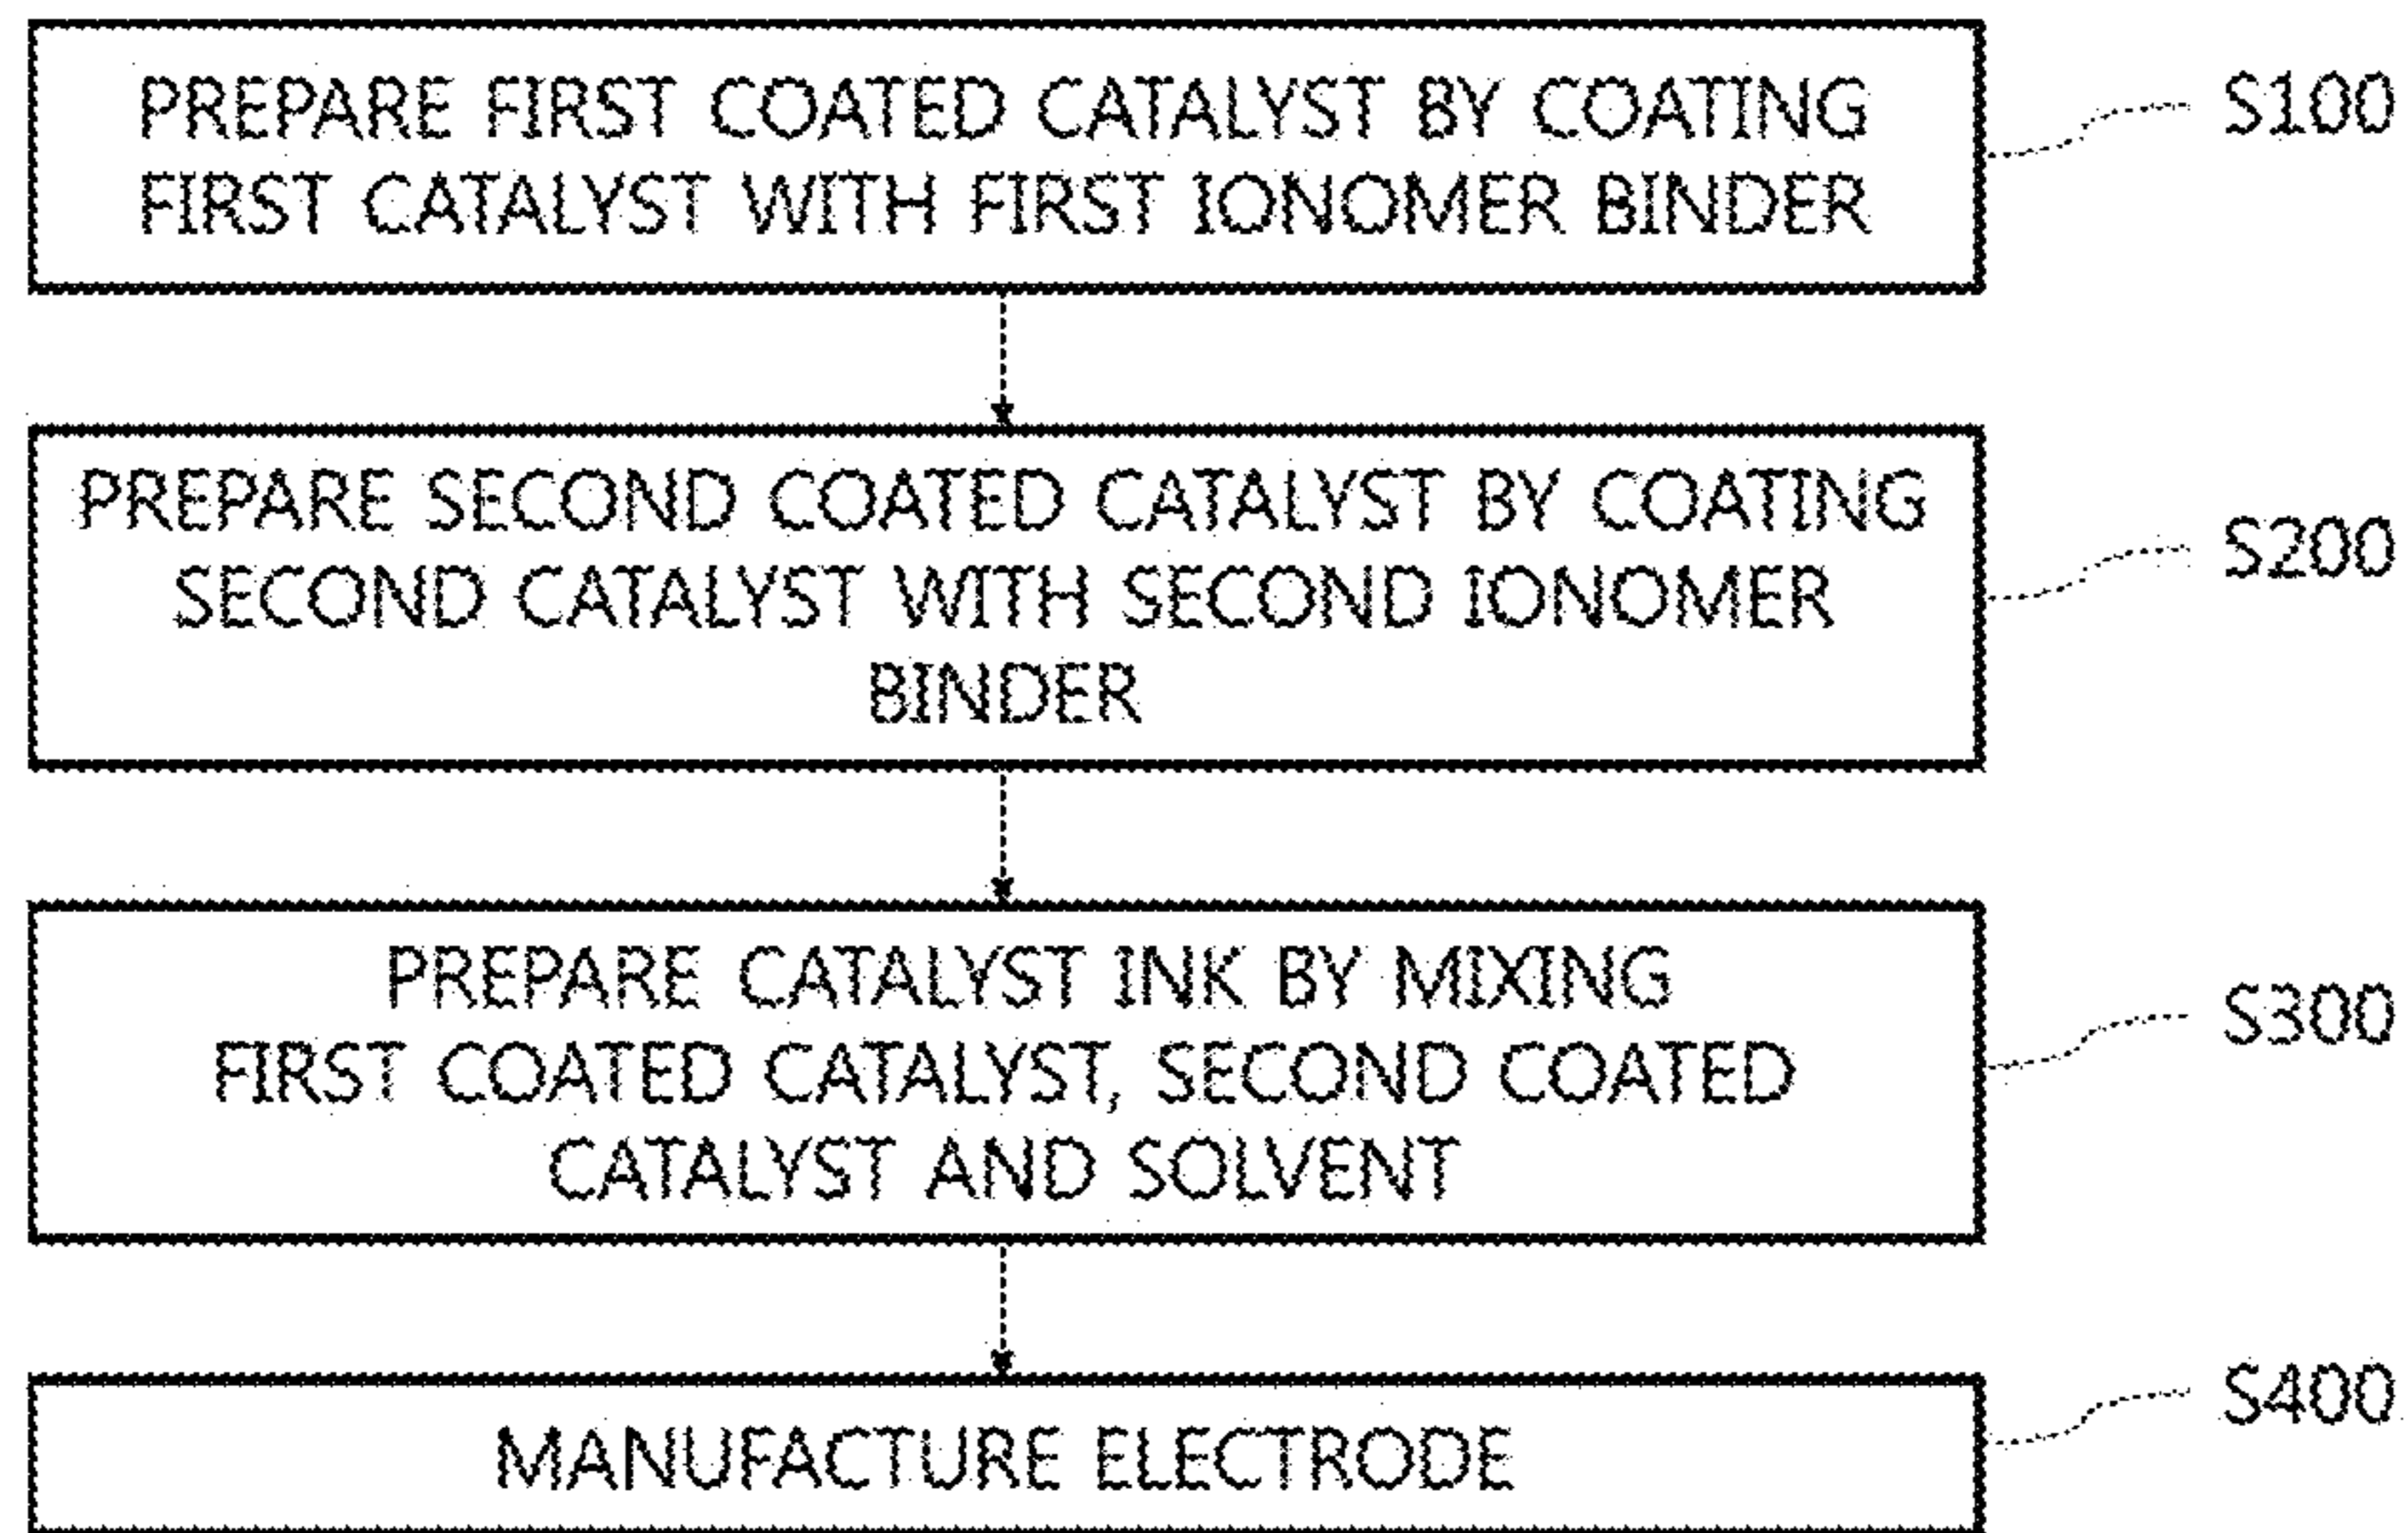 PREPARE FIRST COATED CATALYST BY COATING
FIRST CATALYST WITH FIRST IONOMER BINDER
S100
PREPARE SECOND COATED CATALYST BY COATING
SECOND CATALYST WITH SECOND IONOMER
BINDER
S200
PREPARE CATALYST INK BY MIXING
FIRST COATED CATALYST, SECOND COATED
CATALYST AND SOLVENT
S300
MANUFACTURE ELECTRODE
S400